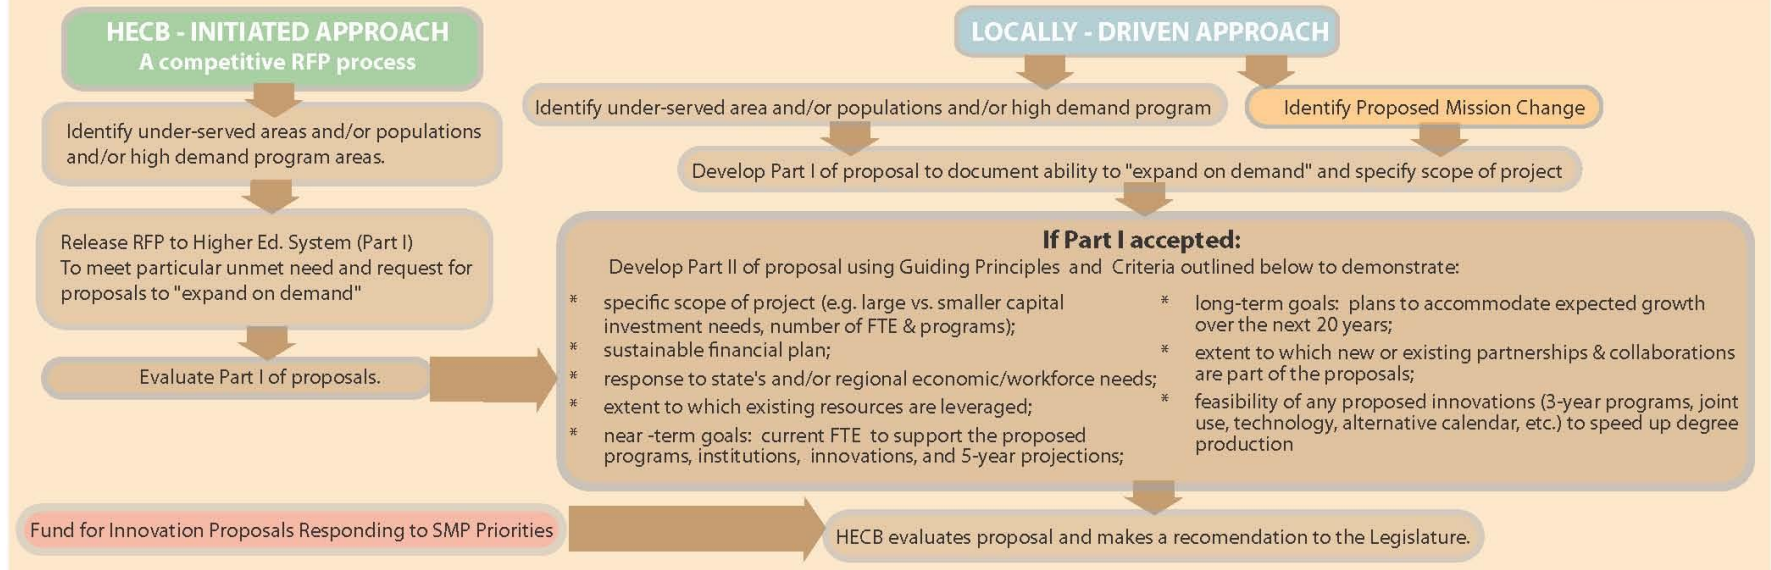 HECB - INITIATED APPROACH
A competitive RFP process
Identify under-served areas and/or populations
and/or high demand program areas.
Release RFP to Higher Ed. System (Part I)
To meet particular unmet need and request for
proposals to "expand on demand"
Evaluate Part I of proposals.
LOCALLY - DRIVEN APPROACH
Identify under-served area and/or populations and/or high demand program
Identify Proposed Mission Change
Develop Part I of proposal to document ability to "expand on demand" and specify scope of project
If Part I accepted:
Develop Part II of proposal using Guiding Principles and Criteria outlined below to demonstrate:
* specific scope of project (e.g. large vs. smaller capital
investment needs, number of FTE & programs);
* sustainable financial plan;
* response to state's and/or regional economic/workforce needs;
* extent to which existing resources are leveraged;
* near -term goals: current FTE to support the proposed
programs, institutions, innovations, and 5-year projections;
* long-term goals: plans to accommodate expected growth
over the next 20 years;
* extent to which new or existing partnerships & collaborations
are part of the proposals;
* feasibility of any proposed innovations (3-year programs, joint
use, technology, alternative calendar, etc.) to speed up degree
production
Fund for Innovation Proposals Responding to SMP Priorities
HECB evaluates proposal and makes a recomendation to the Legislature.